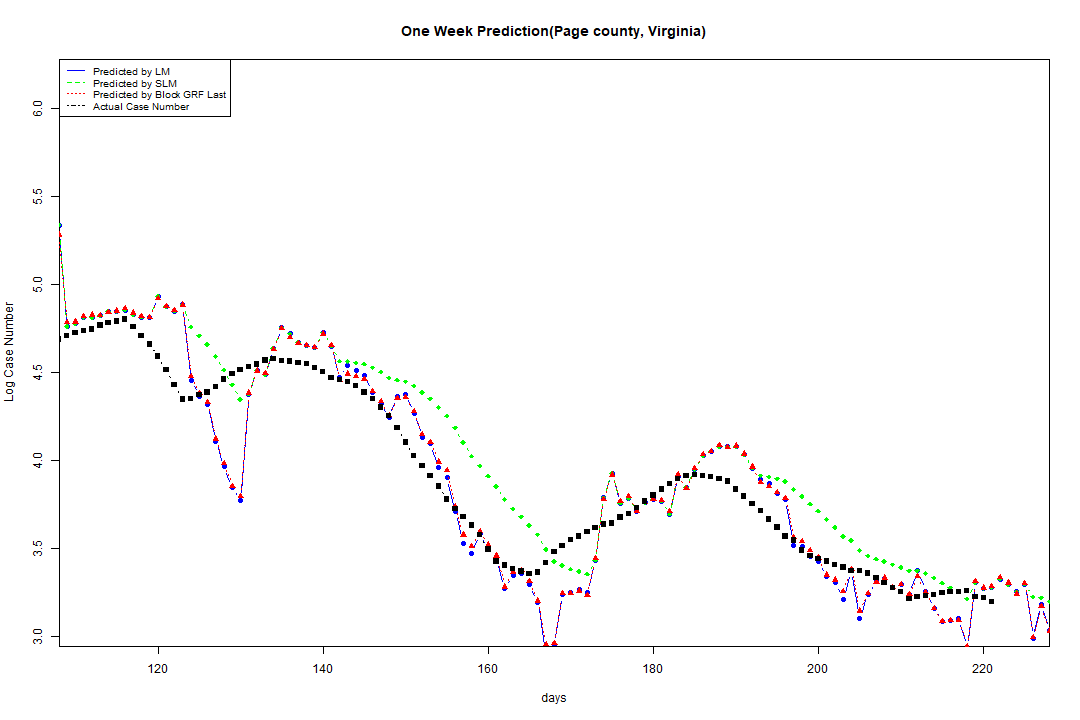 One Week Prediction(Page county, Virginia)
Predicted by LM
Predicted by SLM
Predicted by Block GRF Last
Actual Case Number
Log Case Number
6.0
5.5
5.0
4.5
4.0
3.5
3.0
120 140 160 180 200 220
days